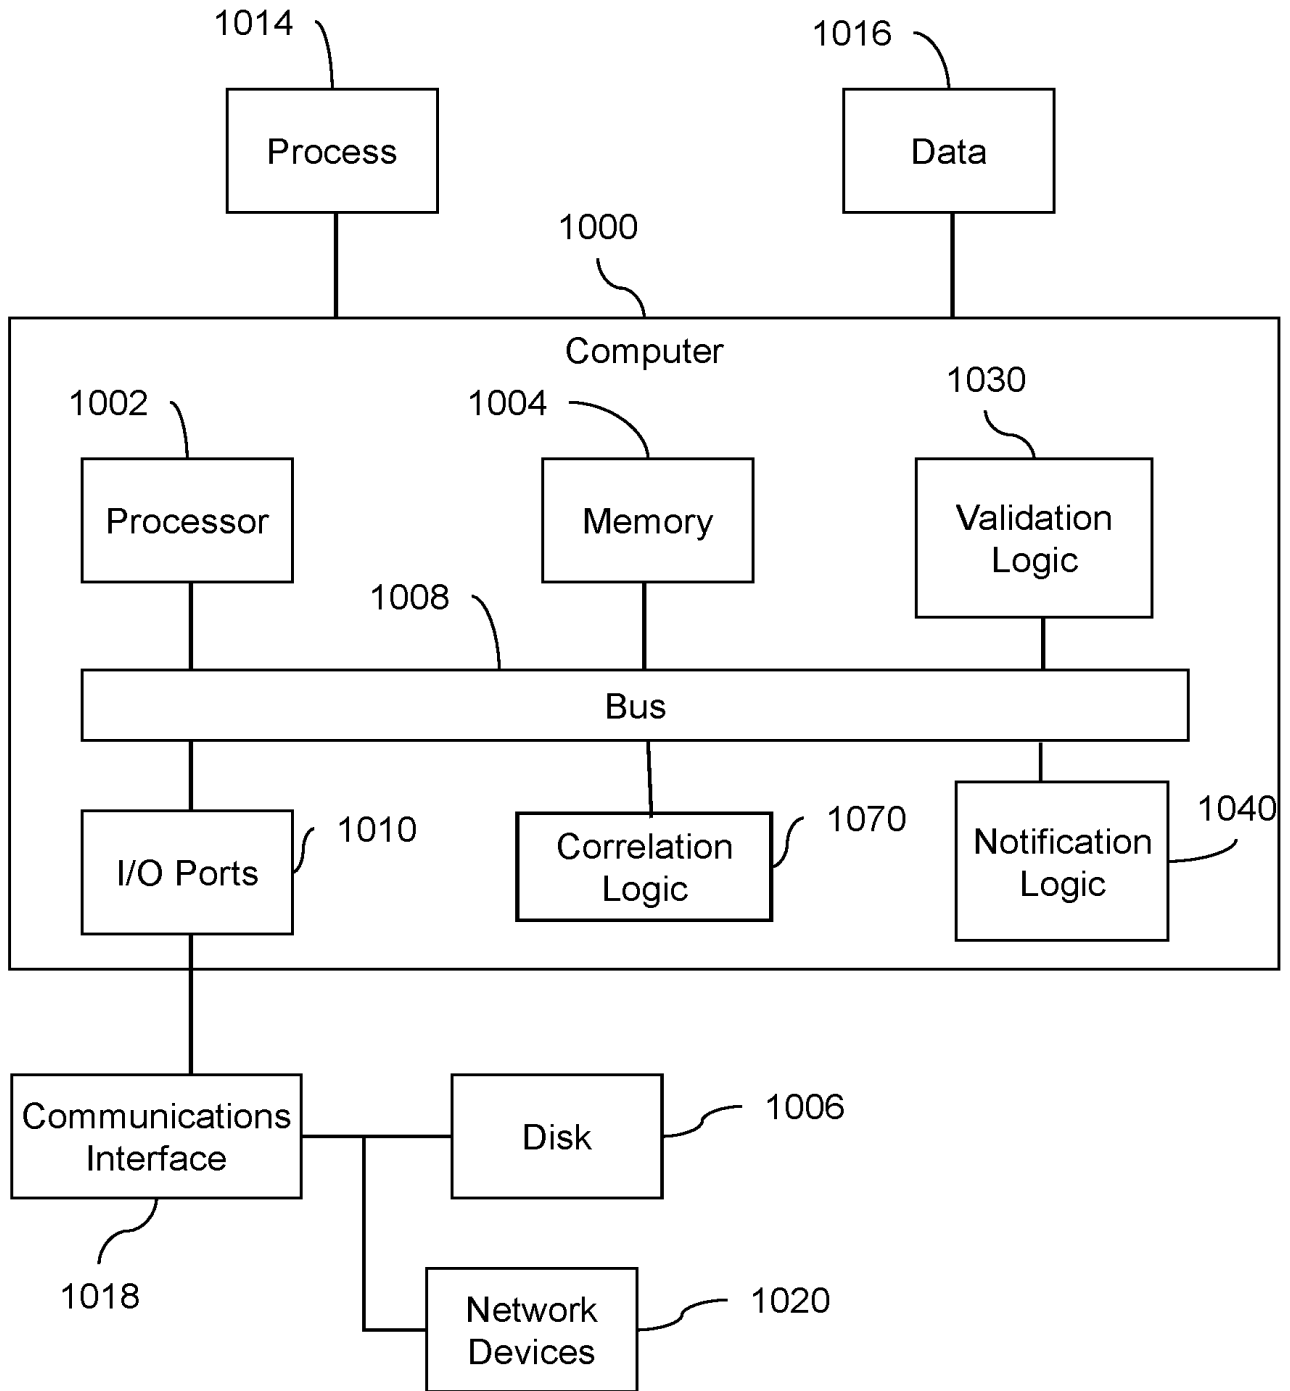 1014
1016
Process
Data
1000
Computer
1002
1004
1030
Processor
Memory
Validation
Logic
1008
Bus
I/O Ports
1010
Correlation
Logic
1070
Notification
Logic
1040
Communications
Interface
Disk
1006
1018
Network
Devices
1020